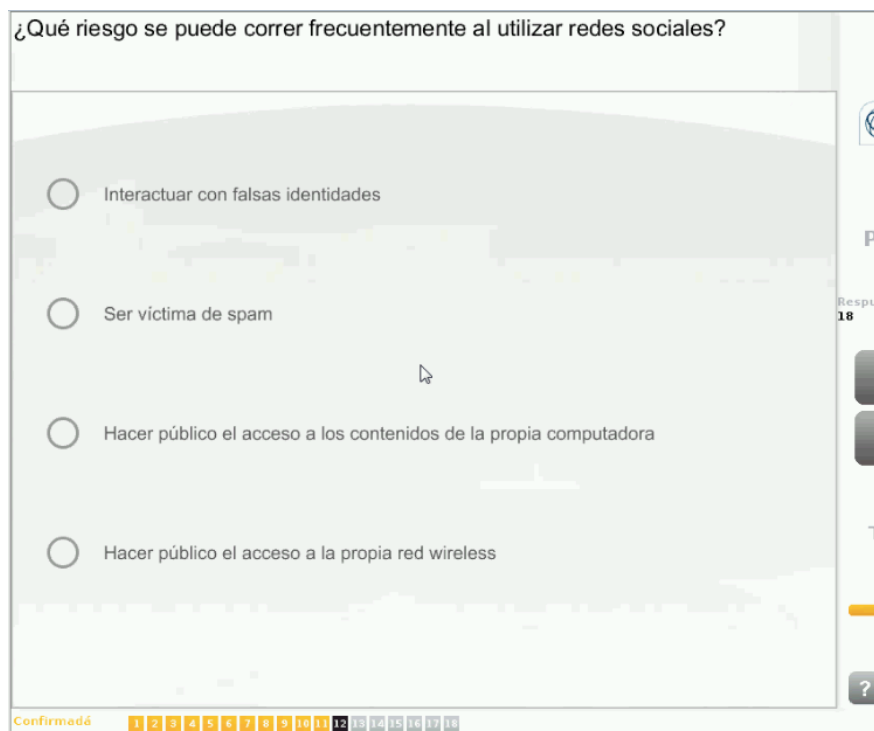 ¿Qué riesgo se puede correr frecuentemente al utilizar redes sociales?
Interactuar con falsas identidades
Ser víctima de spam
Respu
18
Hacer público el acceso a los contenidos de la propia computadora
Hacer público el acceso a la propia red wireless
?
Confirmadá 1 2 3 4 5 6 7 8 9 10 11 12 13 14 15 16 17 18